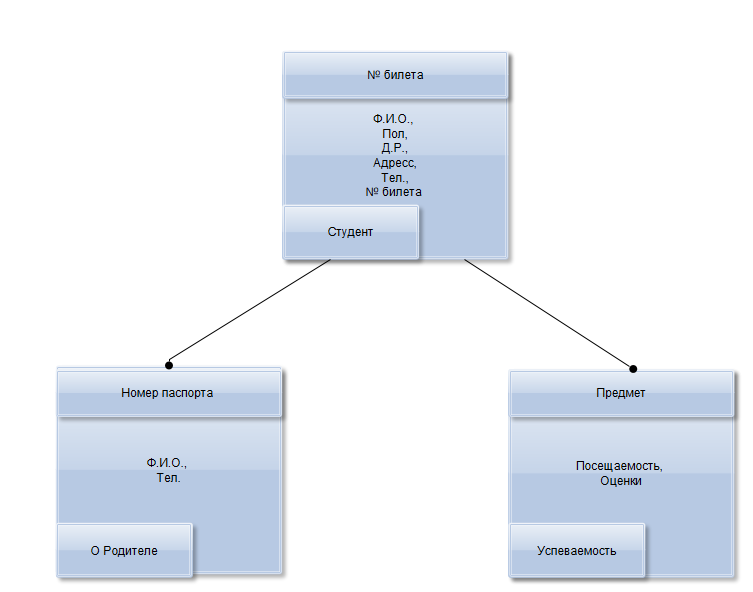 № билета
Ф.И.О.,
Пол,
Д.Р.,
Адресс,
Тел.,
№ билета
Студент
Номер паспорта
Ф.И.О.,
Тел.
О Родителе
Предмет
Посещаемость,
Оценки
Успеваемость